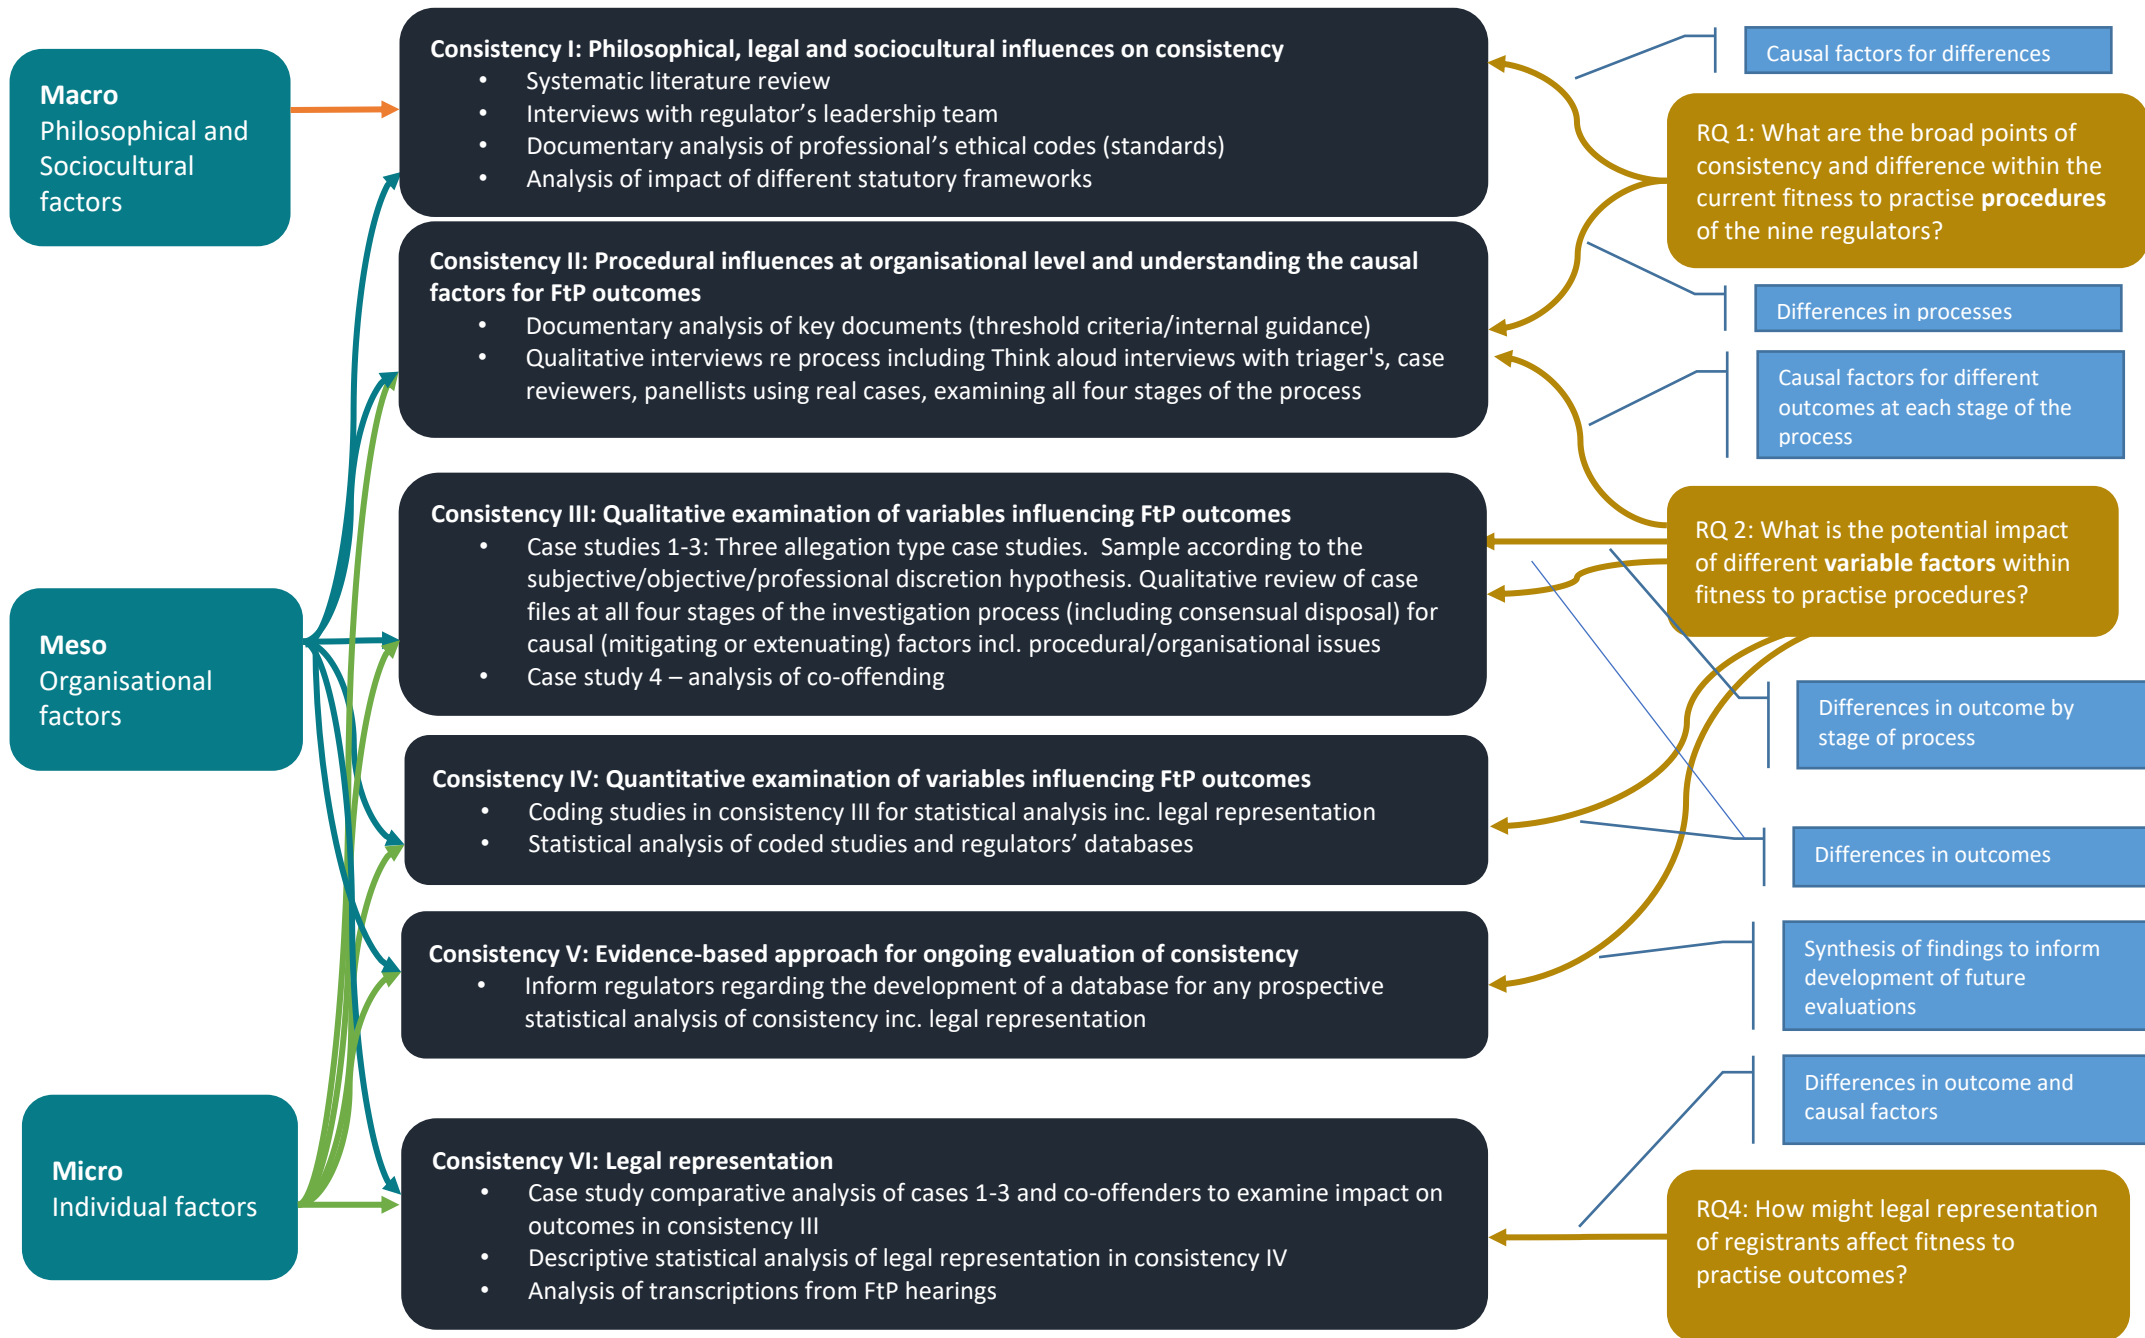 Macro
Philosophical and
Sociocultural
factors
Meso
Organisational
factors
Micro
Individual factors
Consistency I: Philosophical, legal and sociocultural influences on consistency
• Systematic literature review
• Interviews with regulator’s leadership team
• Documentary analysis of professional’s ethical codes (standards)
• Analysis of impact of different statutory frameworks
Consistency II: Procedural influences at organisational level and understanding the causal
factors for FtP outcomes
• Documentary analysis of key documents (threshold criteria/internal guidance)
• Qualitative interviews re process including Think aloud interviews with triager's, case
reviewers, panellists using real cases, examining all four stages of the process
Consistency III: Qualitative examination of variables influencing FtP outcomes
• Case studies 1-3: Three allegation type case studies. Sample according to the
subjective/objective/professional discretion hypothesis. Qualitative review of case
files at all four stages of the investigation process (including consensual disposal) for
causal (mitigating or extenuating) factors incl. procedural/organisational issues
• Case study 4 – analysis of co-offending
Consistency IV: Quantitative examination of variables influencing FtP outcomes
• Coding studies in consistency III for statistical analysis inc. legal representation
• Statistical analysis of coded studies and regulators’ databases
Consistency V: Evidence-based approach for ongoing evaluation of consistency
• Inform regulators regarding the development of a database for any prospective
statistical analysis of consistency inc. legal representation
Consistency VI: Legal representation
• Case study comparative analysis of cases 1-3 and co-offenders to examine impact on
outcomes in consistency III
• Descriptive statistical analysis of legal representation in consistency IV
• Analysis of transcriptions from FtP hearings
Causal factors for differences
RQ 1: What are the broad points of
consistency and difference within the
current fitness to practise procedures
of the nine regulators?
Differences in processes
Causal factors for different
outcomes at each stage of the
process
RQ 2: What is the potential impact
of different variable factors within
fitness to practise procedures?
Differences in outcome by
stage of process
Differences in outcomes
Synthesis of findings to inform
development of future
evaluations
Differences in outcome and
causal factors
RQ4: How might legal representation
of registrants affect fitness to
practise outcomes?